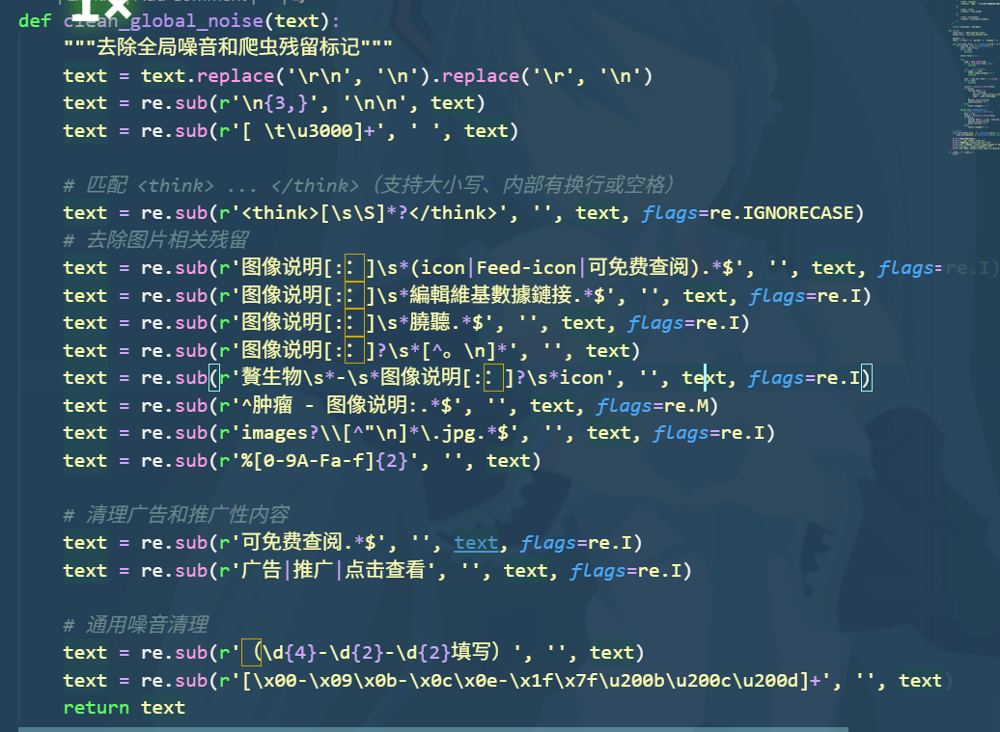 def clean_global_noise(text):
    """去除全局噪音和爬虫残留标记"""
    text = text.replace('\r\n', '\n').replace('\r', '\n')
    text = re.sub(r'\n{3,}', '\n\n', text)
    text = re.sub(r'[ \t\u3000]+', ' ', text)

    # 匹配 <think> ... </think>（支持大小写、内部有换行或空格）
    text = re.sub(r'<think>[\s\S]*?</think>', '', text, flags=re.IGNORECASE)
    # 去除图片相关残留
    text = re.sub(r'图像说明[:：]\s*(icon|Feed-icon|可免费查阅).*$', '', text, flags=re.I)
    text = re.sub(r'图像说明[:：]\s*編輯維基數據鏈接.*$', '', text, flags=re.I)
    text = re.sub(r'图像说明[:：]\s*曉聽.*$', '', text, flags=re.I)
    text = re.sub(r'图像说明[:：]?\s*[^。\n]*', '', text)
    text = re.sub(r'贅生物\s*-\s*图像说明[:：]?\s*icon', '', text, flags=re.I)
    text = re.sub(r'^肿瘤 - 图像说明:.*$', '', text, flags=re.M)
    text = re.sub(r'images?\\[^"\n]*\.jpg.*$', '', text, flags=re.I)
    text = re.sub(r'%[0-9A-Fa-f]{2}', '', text)

    # 清理广告和推广性内容
    text = re.sub(r'可免费查阅.*$', '', text, flags=re.I)
    text = re.sub(r'广告|推广|点击查看', '', text, flags=re.I)

    # 通用噪音清理
    text = re.sub(r'（\d{4}-\d{2}-\d{2}填写）', '', text)
    text = re.sub(r'[\x00-\x09\x0b-\x0c\x0e-\x1f\x7f\u200b\u200c\u200d]+', '', text)
    return text